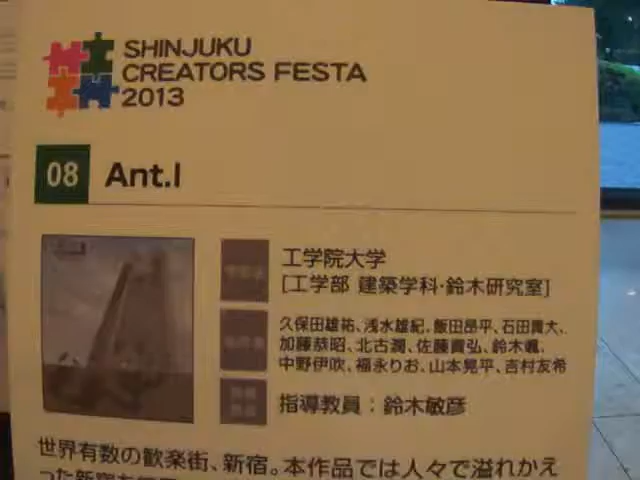 SHINJUKU
CREATORS FESTA
2013
08 Ant.I
工学院大学
[工学部 建築学科・鈴木研究室]
久保田雄祐、浅水雄紀、飯田昂平、石田貴大、
加藤恭昭、北古潤、佐藤貴弘、鈴木颯、
中野伊吹、福永りお、山本晃平、吉村友希
指導教員：鈴木敏彦
世界有数の歓楽街、新宿。本作品では人々で溢れかえ